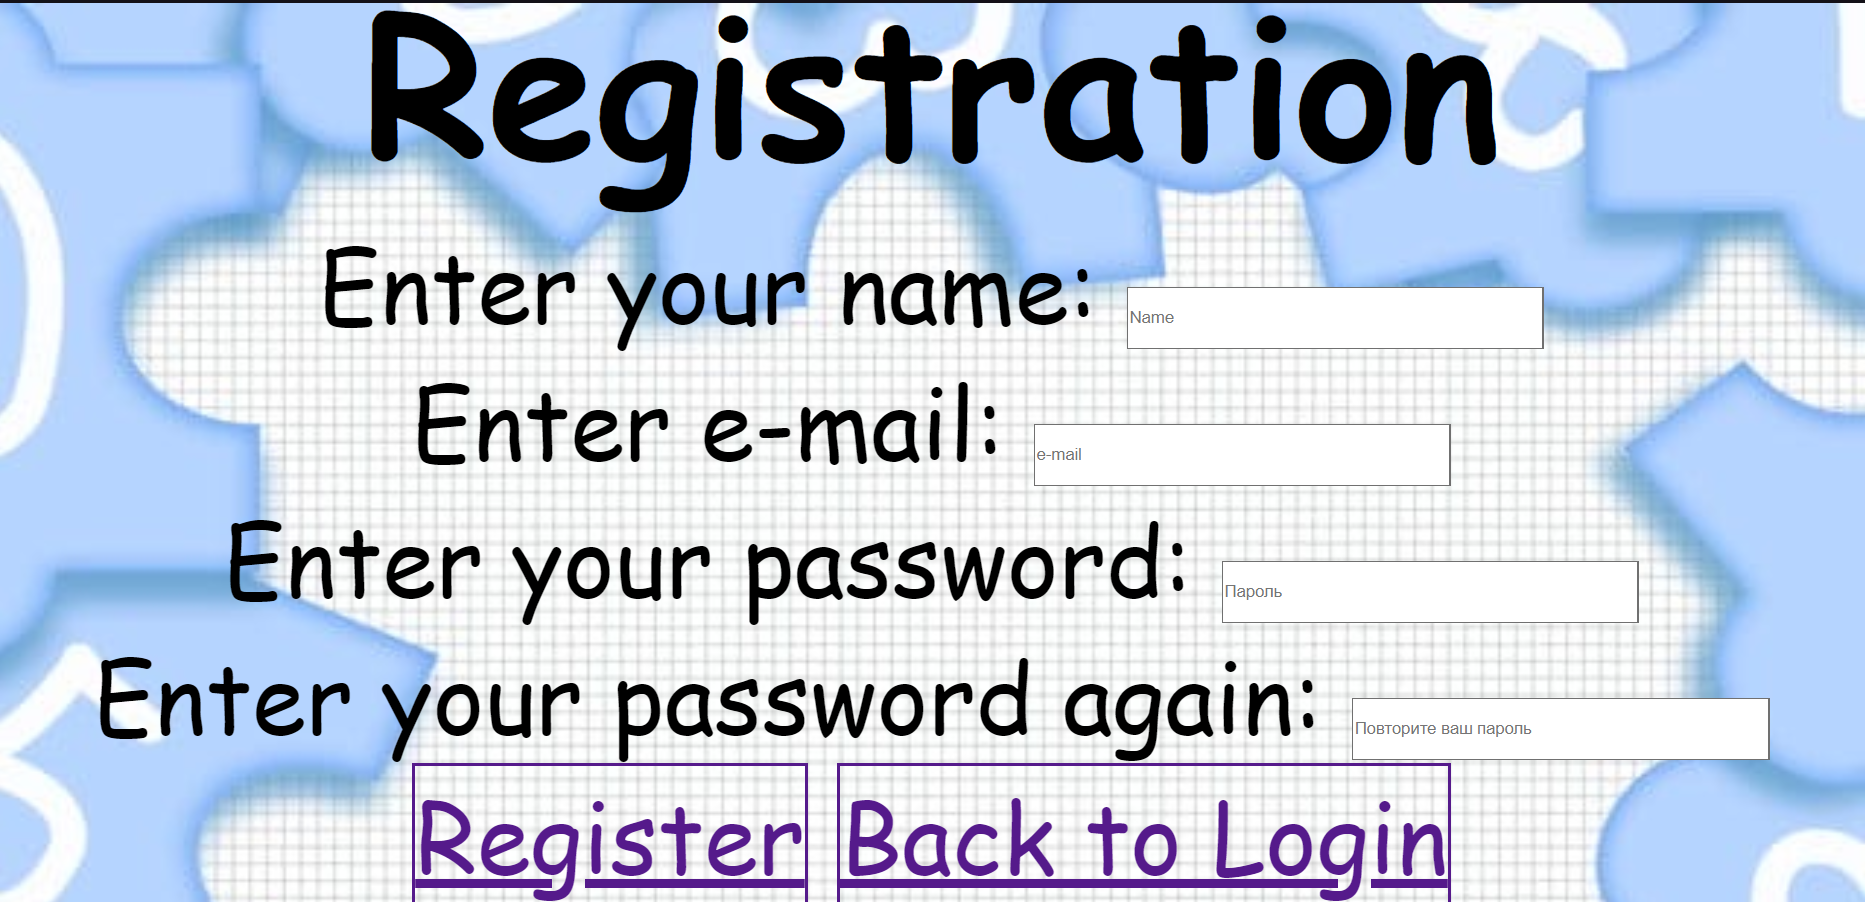 Registration
Enter your name: Name
Enter e-mail: e-mail
Enter your password: Пароль
Enter your password again: Повторите ваш пароль
Register Back to Login